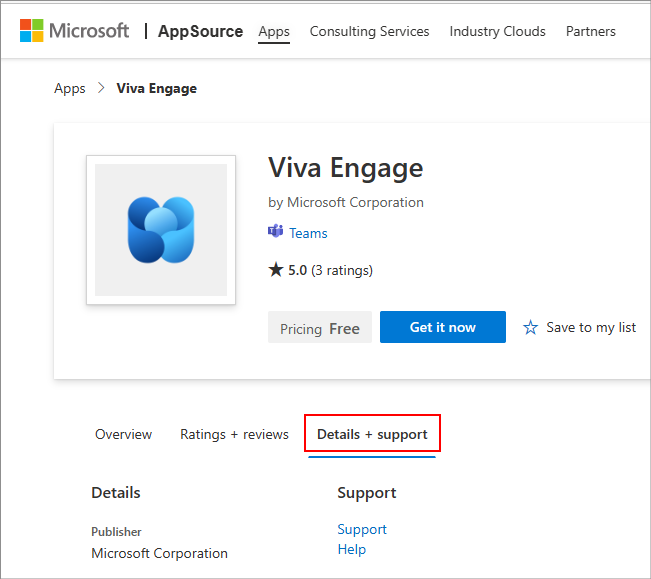 Microsoft | AppSource Apps Consulting Services Industry Clouds Partners
Apps > Viva Engage
Viva Engage
by Microsoft Corporation
Teams
★ 5.0 (3 ratings)
Pricing Free Get it now ☆ Save to my list
Overview Ratings + reviews Details + support
Details Support
Publisher Support
Microsoft Corporation Help